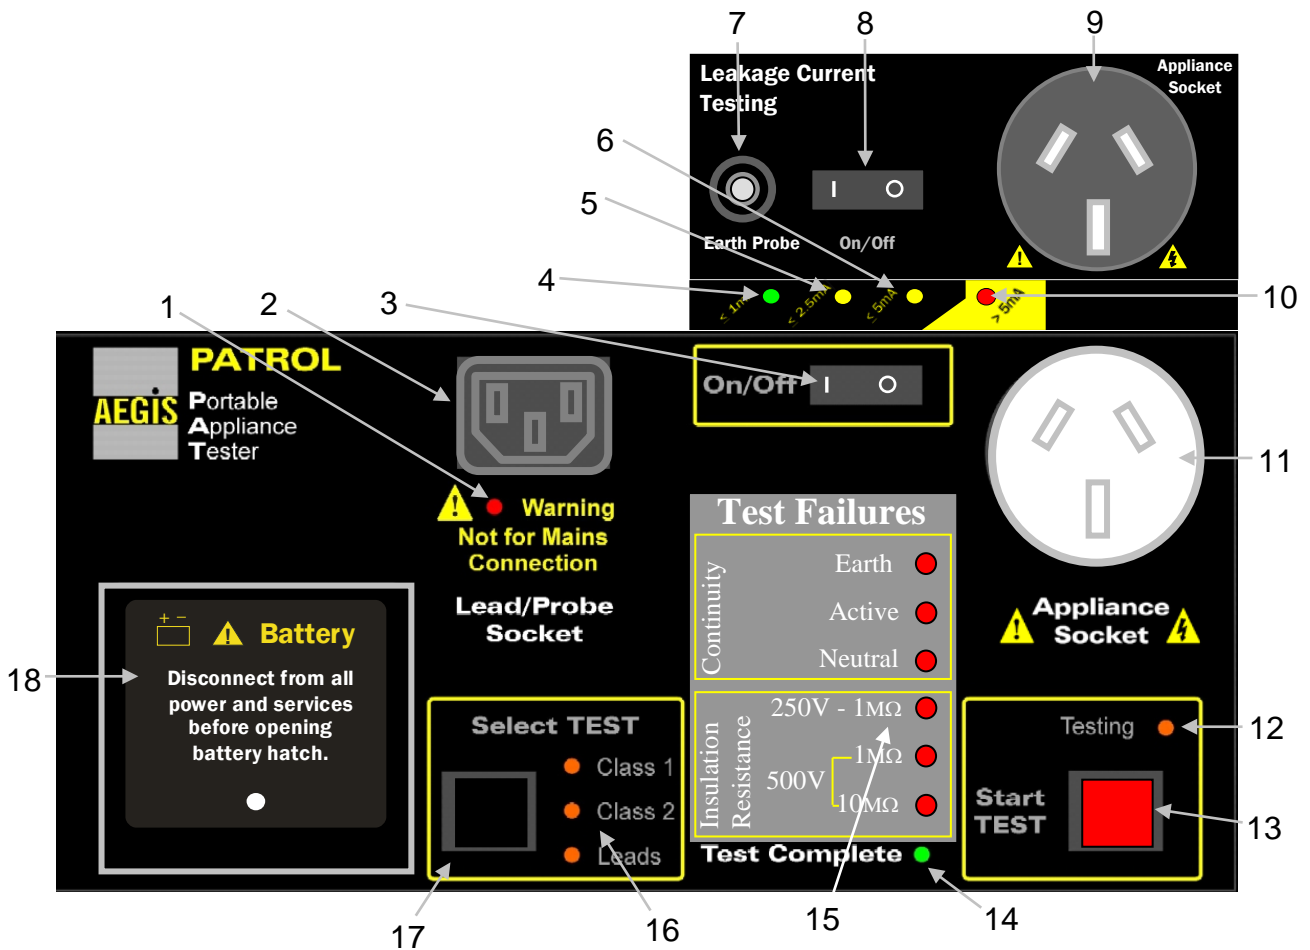 7
8
9
Leakage Current
Testing
Appliance
Socket
6
5
I O
Earth Probe
On/Off
4
≤ 1mA
≤ 2.5mA
≤ 5mA
> 5mA
10
1
2
3
PATROL
AEGIS
Portable
Appliance
Tester
On/Off
I O
11
Warning
Not for Mains
Connection
Lead/Probe
Socket
Test Failures
Continuity
Earth
Active
Neutral
Appliance
Socket
+ −
Battery
Disconnect from all
power and services
before opening
battery hatch.
18
Select TEST
Class 1
Class 2
Leads
Insulation
Resistance
250V - 1MΩ
500V
1MΩ
10MΩ
Test Complete
Testing
12
Start
TEST
13
17
16
15
14